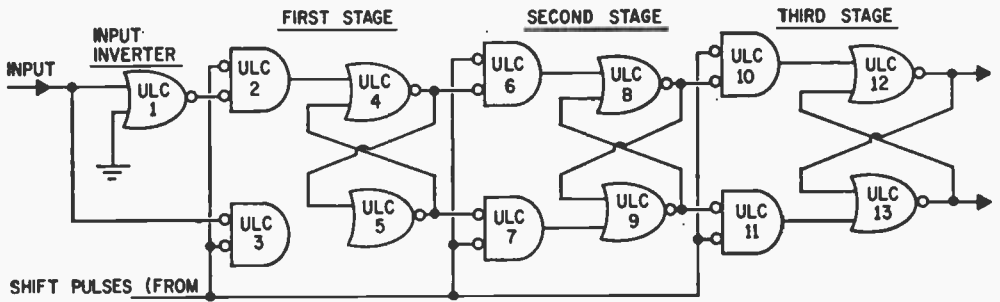 FIRST STAGE
SECOND STAGE
THIRD STAGE
INPUT
INVERTER
INPUT
ULC
1
ULC
2
ULC
3
ULC
4
ULC
5
ULC
6
ULC
7
ULC
8
ULC
9
ULC
10
ULC
11
ULC
12
ULC
13
SHIFT PULSES (FROM